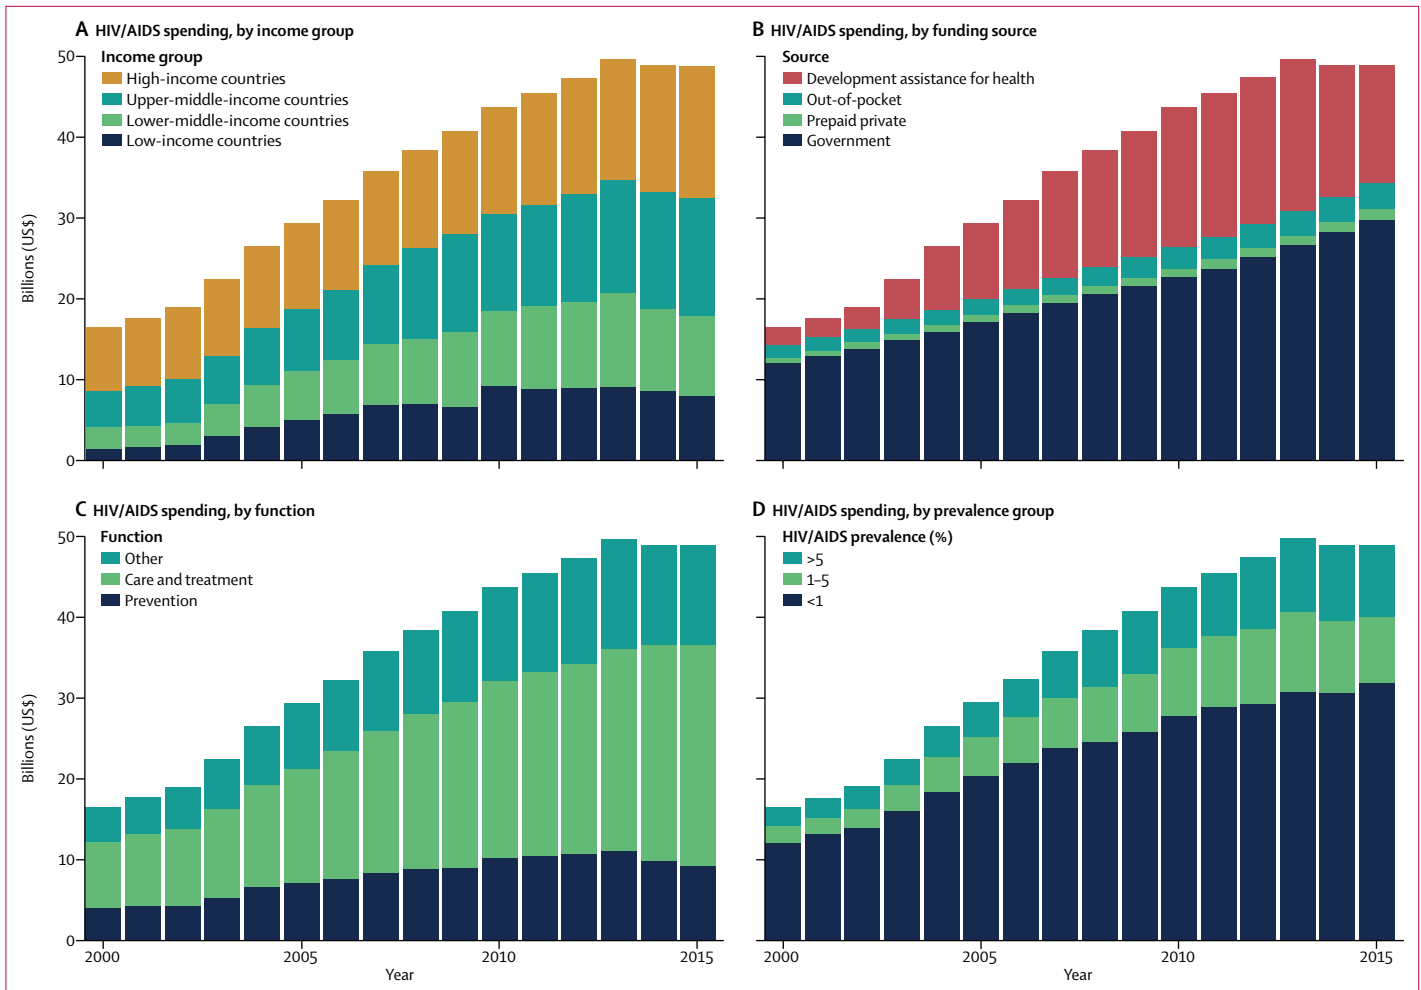 A HIV/AIDS spending, by income group
Income group
High-income countries
Upper-middle-income countries
Lower-middle-income countries
Low-income countries
50
40
30
20
10
0
Billions (US$)
B HIV/AIDS spending, by funding source
Source
Development assistance for health
Out-of-pocket
Prepaid private
Government
C HIV/AIDS spending, by function
Function
Other
Care and treatment
Prevention
50
40
30
20
10
0
Billions (US$)
2000 2005 2010 2015
Year
D HIV/AIDS spending, by prevalence group
HIV/AIDS prevalence (%)
>5
1–5
<1
2000 2005 2010 2015
Year